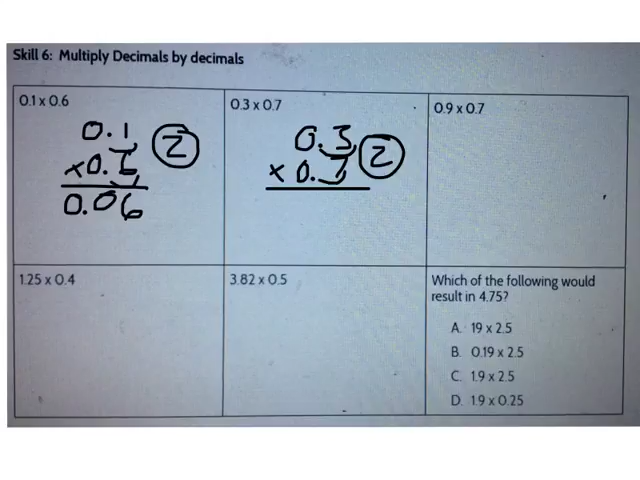 Skill 6: Multiply Decimals by decimals
0.1 x 0.6
0.1
x0.6
2
0.06
0.3 x 0.7
0.3
x 0.7
2
0.9 x 0.7
1.25 x 0.4
3.82 x 0.5
Which of the following would
result in 4.75?
A. 19 x 2.5
B. 0.19 x 2.5
C. 1.9 x 2.5
D. 1.9 x 0.25